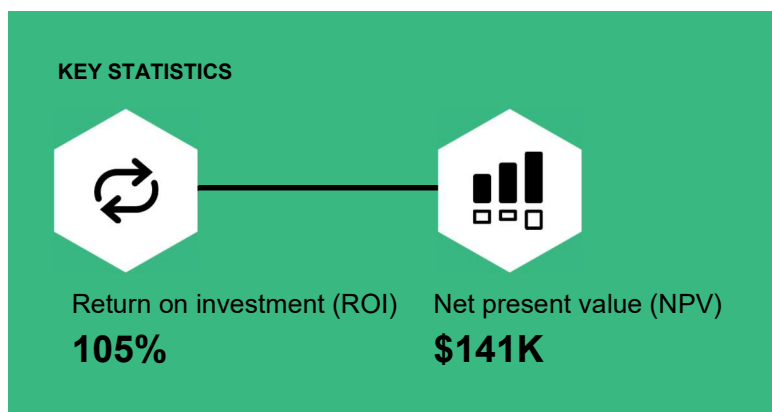 KEY STATISTICS
Return on investment (ROI)
105%
Net present value (NPV)
$141K